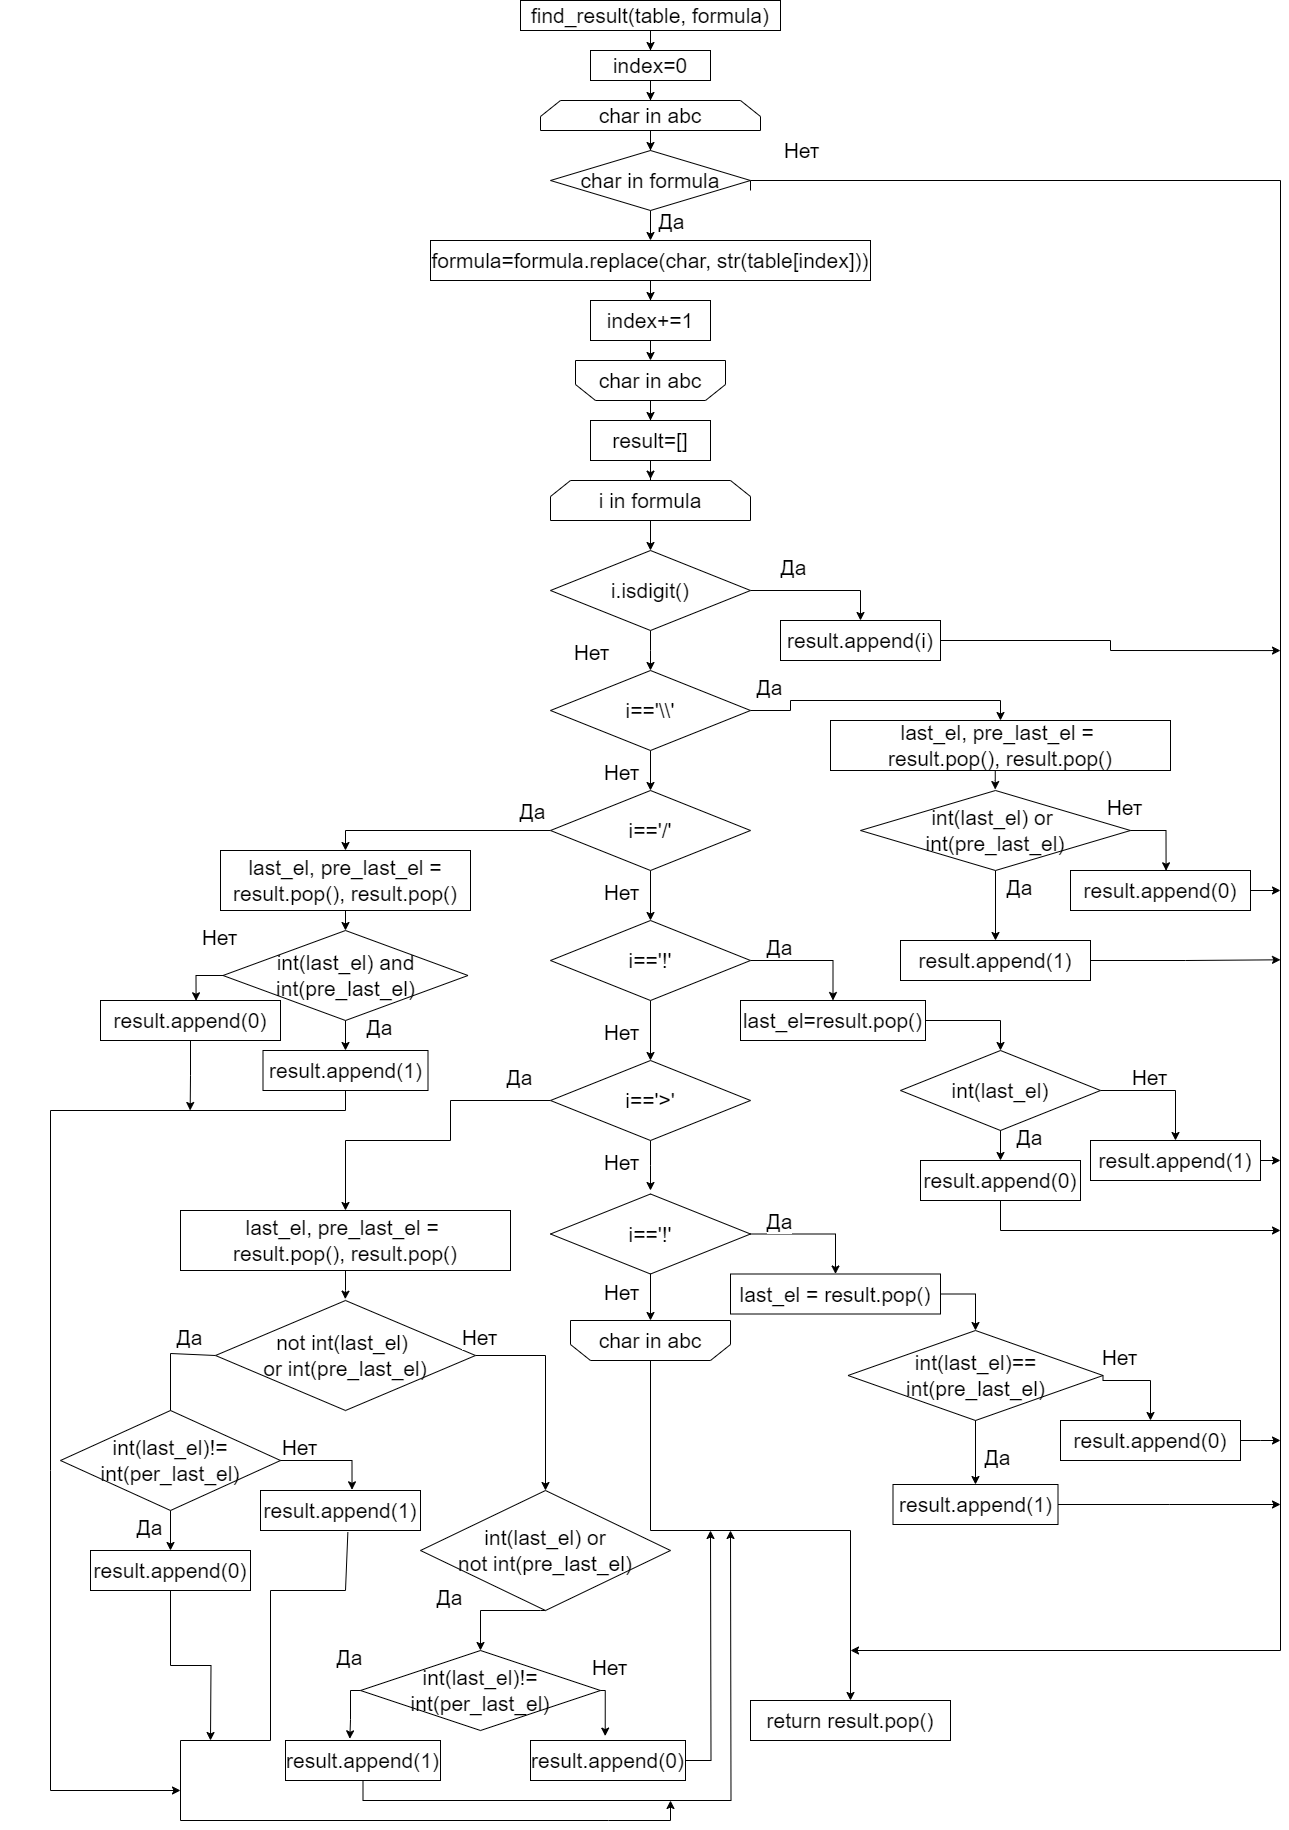 find_result(table, formula)
index=0
char in abc
Нет
char in formula
Да
formula=formula.replace(char, str(table[index]))
index+=1
char in abc
result=[]
i in formula
Да
i.isdigit()
result.append(i)
Нет
Да
i=='\\'
last_el, pre_last_el =
result.pop(), result.pop()
Нет
Да
i=='/'
Нет
int(last_el) or
int(pre_last_el)
last_el, pre_last_el =
result.pop(), result.pop()
Нет
Да
result.append(0)
Нет
Да
i=='!'
result.append(1)
int(last_el) and
int(pre_last_el)
result.append(0)
Да
last_el=result.pop()
Нет
result.append(1)
Да
i=='>'
int(last_el)
Нет
Да
Нет
result.append(1)
result.append(0)
last_el, pre_last_el =
result.pop(), result.pop()
Да
i=='!'
Нет
last_el = result.pop()
Да
not int(last_el)
or int(pre_last_el)
Нет
char in abc
int(last_el)==
int(pre_last_el)
Нет
int(last_el)!=
int(per_last_el)
Нет
result.append(0)
Да
result.append(1)
result.append(1)
Да
result.append(0)
int(last_el) or
not int(pre_last_el)
Да
Да
int(last_el)!=
int(per_last_el)
Нет
return result.pop()
result.append(1)
result.append(0)